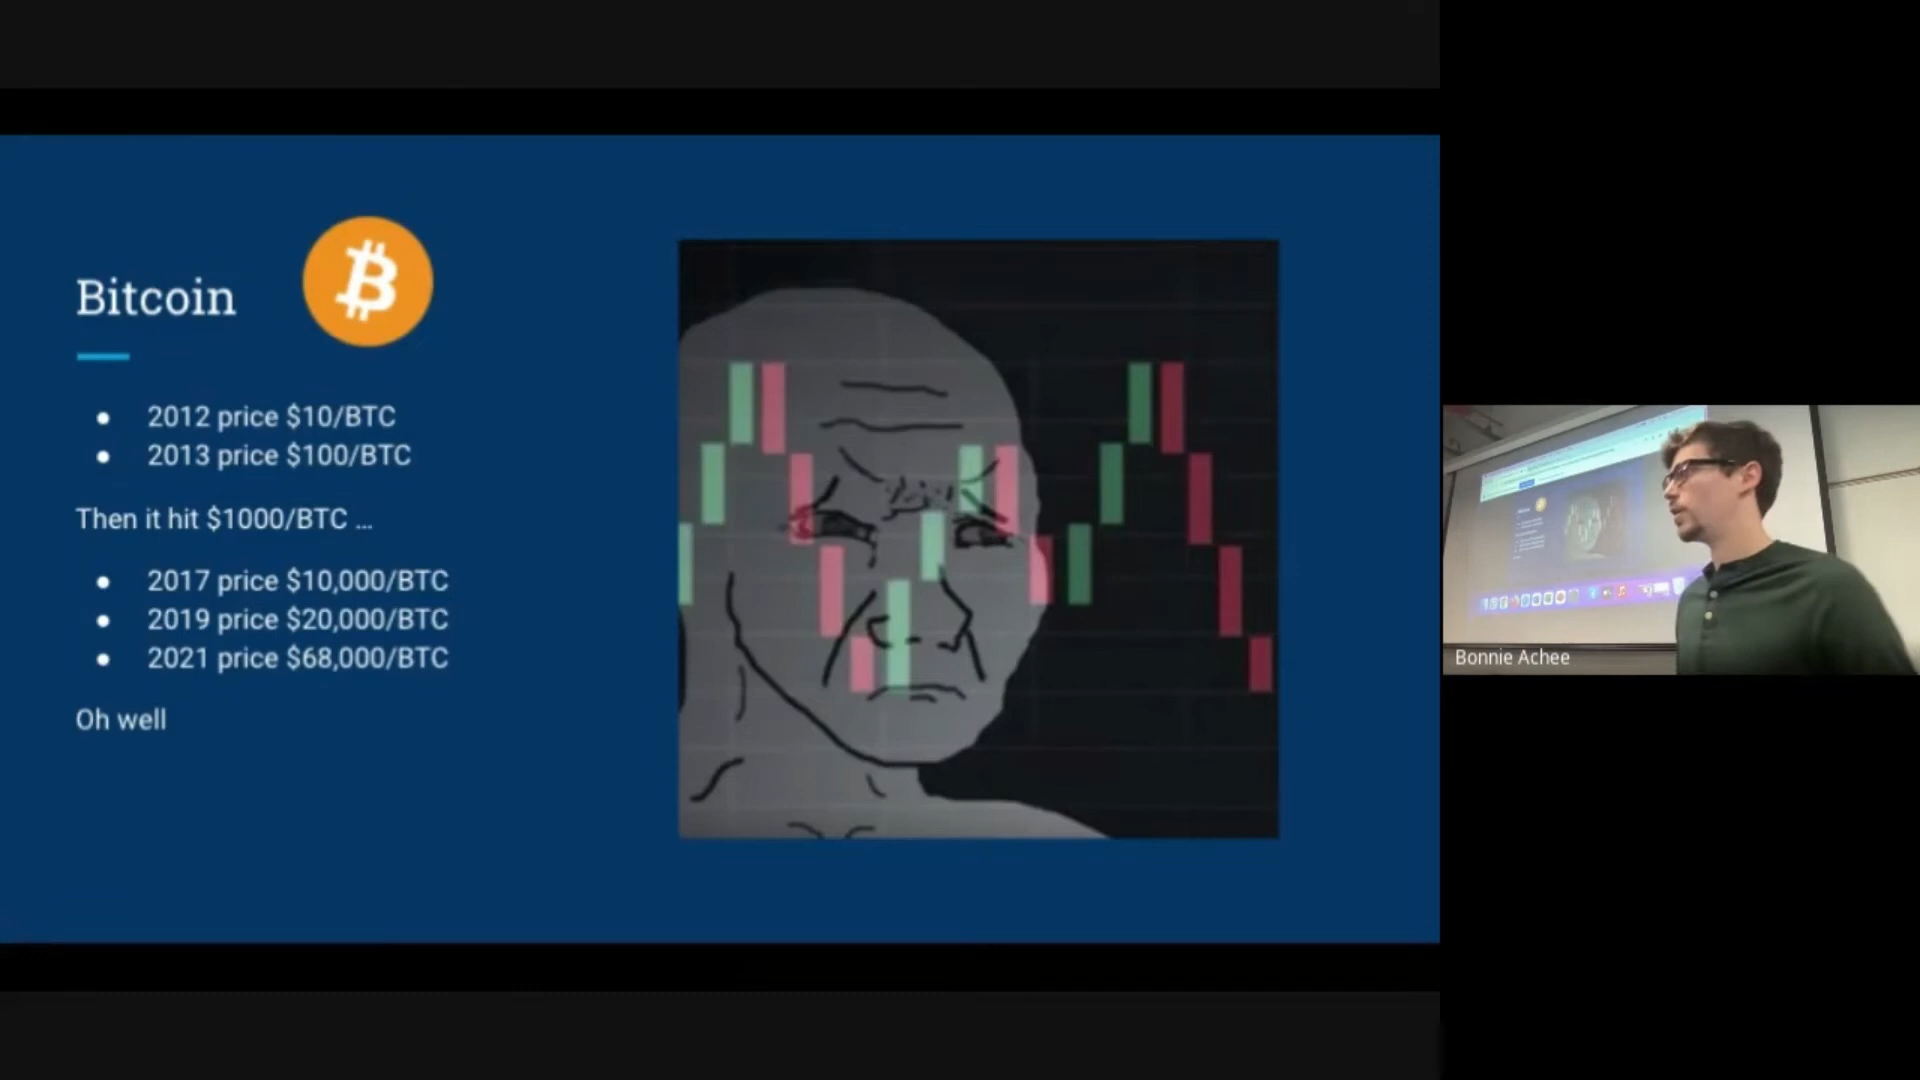 Bitcoin
2012 price $10/BTC
2013 price $100/BTC
Then it hit $1000/BTC ...
2017 price $10,000/BTC
2019 price $20,000/BTC
2021 price $68,000/BTC
Oh well
Bonnie Achee